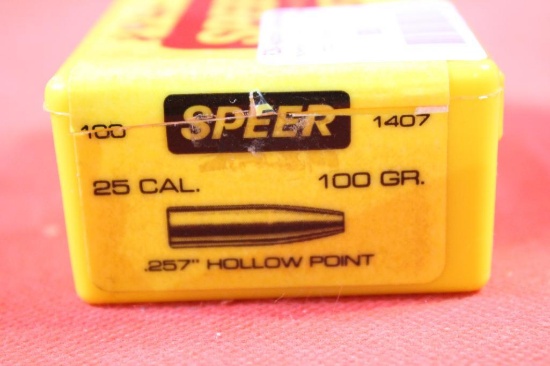 100 SPEER 1407
25 CAL. 100 GR.
.257" HOLLOW POINT